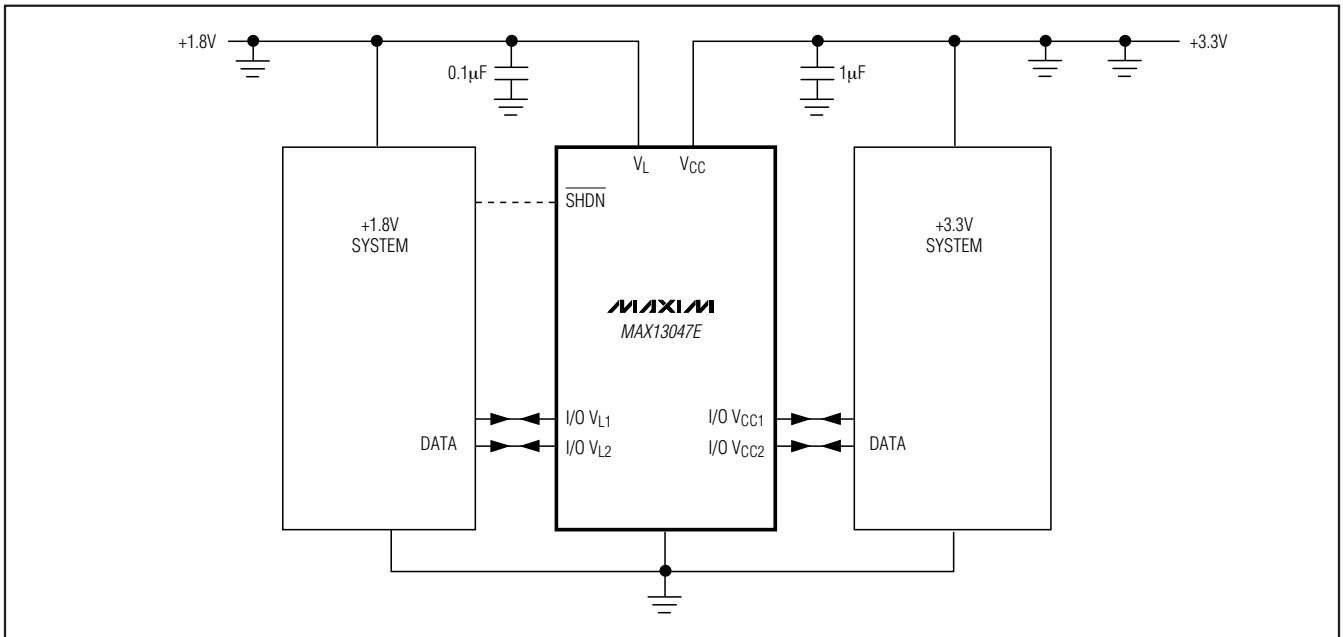 +1.8V
+3.3V
0.1μF
1μF
VL
VCC
SHDN
+1.8V
SYSTEM
+3.3V
SYSTEM
MAXIM
MAX13047E
I/O VL1
I/O VCC1
DATA
I/O VL2
I/O VCC2
DATA